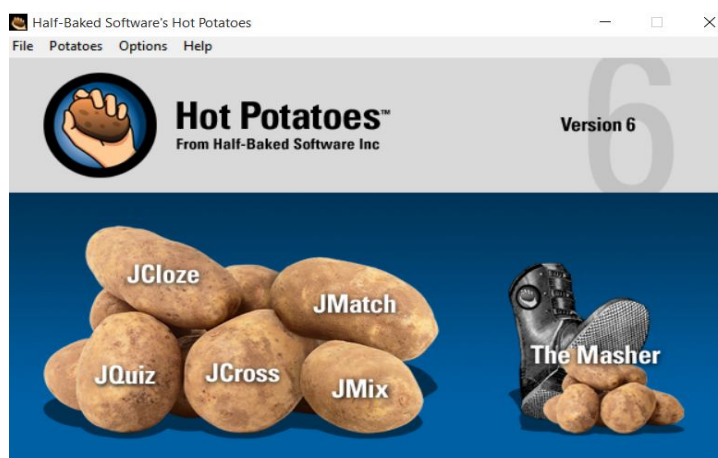 Half-Baked Software's Hot Potatoes
File Potatoes Options Help
Hot Potatoes™
From Half-Baked Software Inc
Version 6
6
JCloze
JMatch
JQuiz
JCross
JMix
The Masher